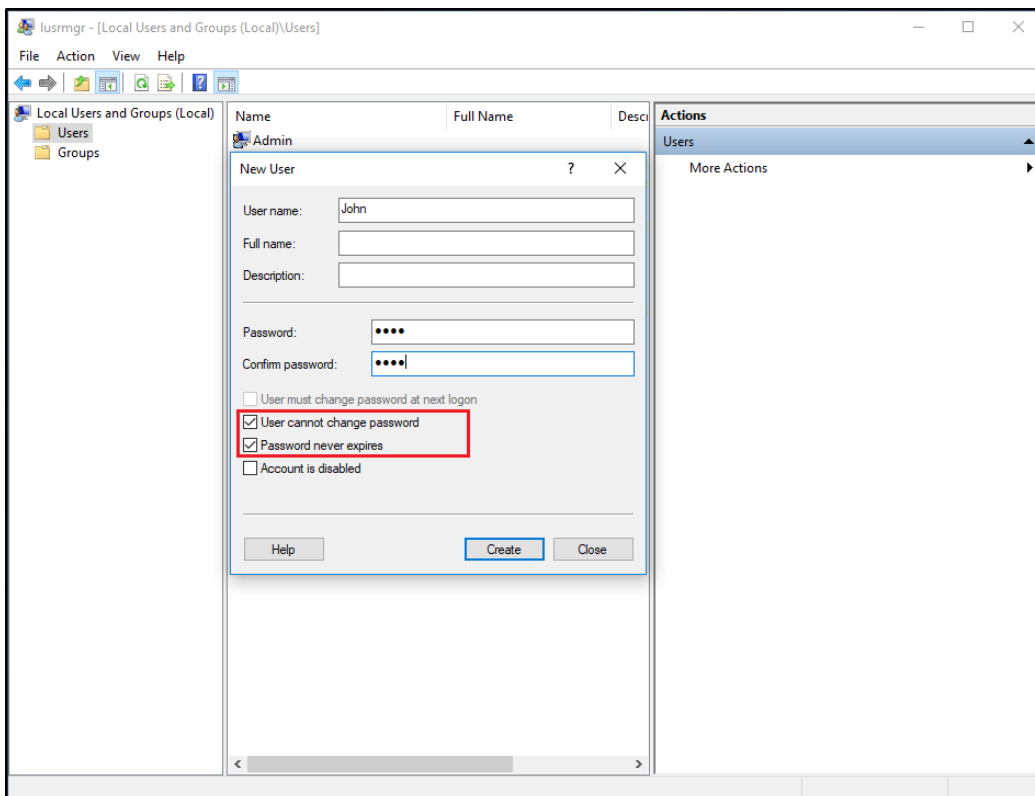 lusrmgr - [Local Users and Groups (Local)\Users]
File Action View Help
Local Users and Groups (Local)
Users
Groups
Name Full Name Descr
Admin
Actions
Users
More Actions
New User ?
User name: John
Full name:
Description:
Password: ••••
Confirm password: ••••
User must change password at next logon
User cannot change password
Password never expires
Account is disabled
Help Create Close